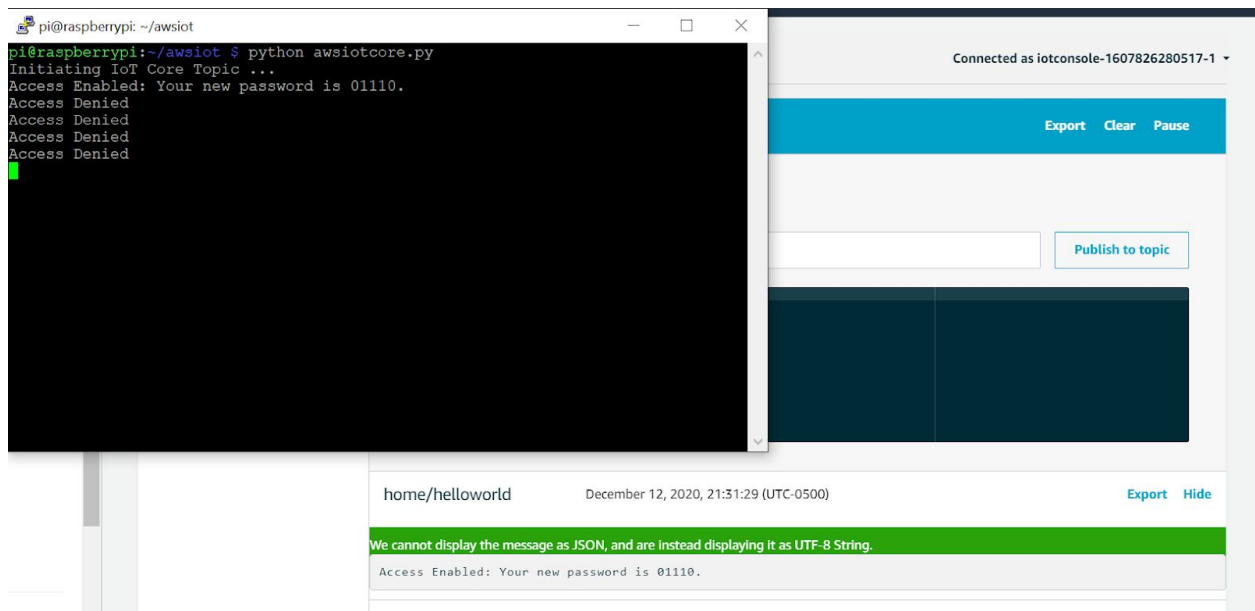 pi@raspberrypi: ~/awsiot
pi@raspberrypi:~/awsiot $ python awsiotcore.py
Initiating IoT Core Topic ...
Access Enabled: Your new password is 01110.
Access Denied
Access Denied
Access Denied
Access Denied
Connected as iotconsole-1607826280517-1
Export Clear Pause
Publish to topic
home/helloworld December 12, 2020, 21:31:29 (UTC-0500) Export Hide
We cannot display the message as JSON, and are instead displaying it as UTF-8 String.
Access Enabled: Your new password is 01110.